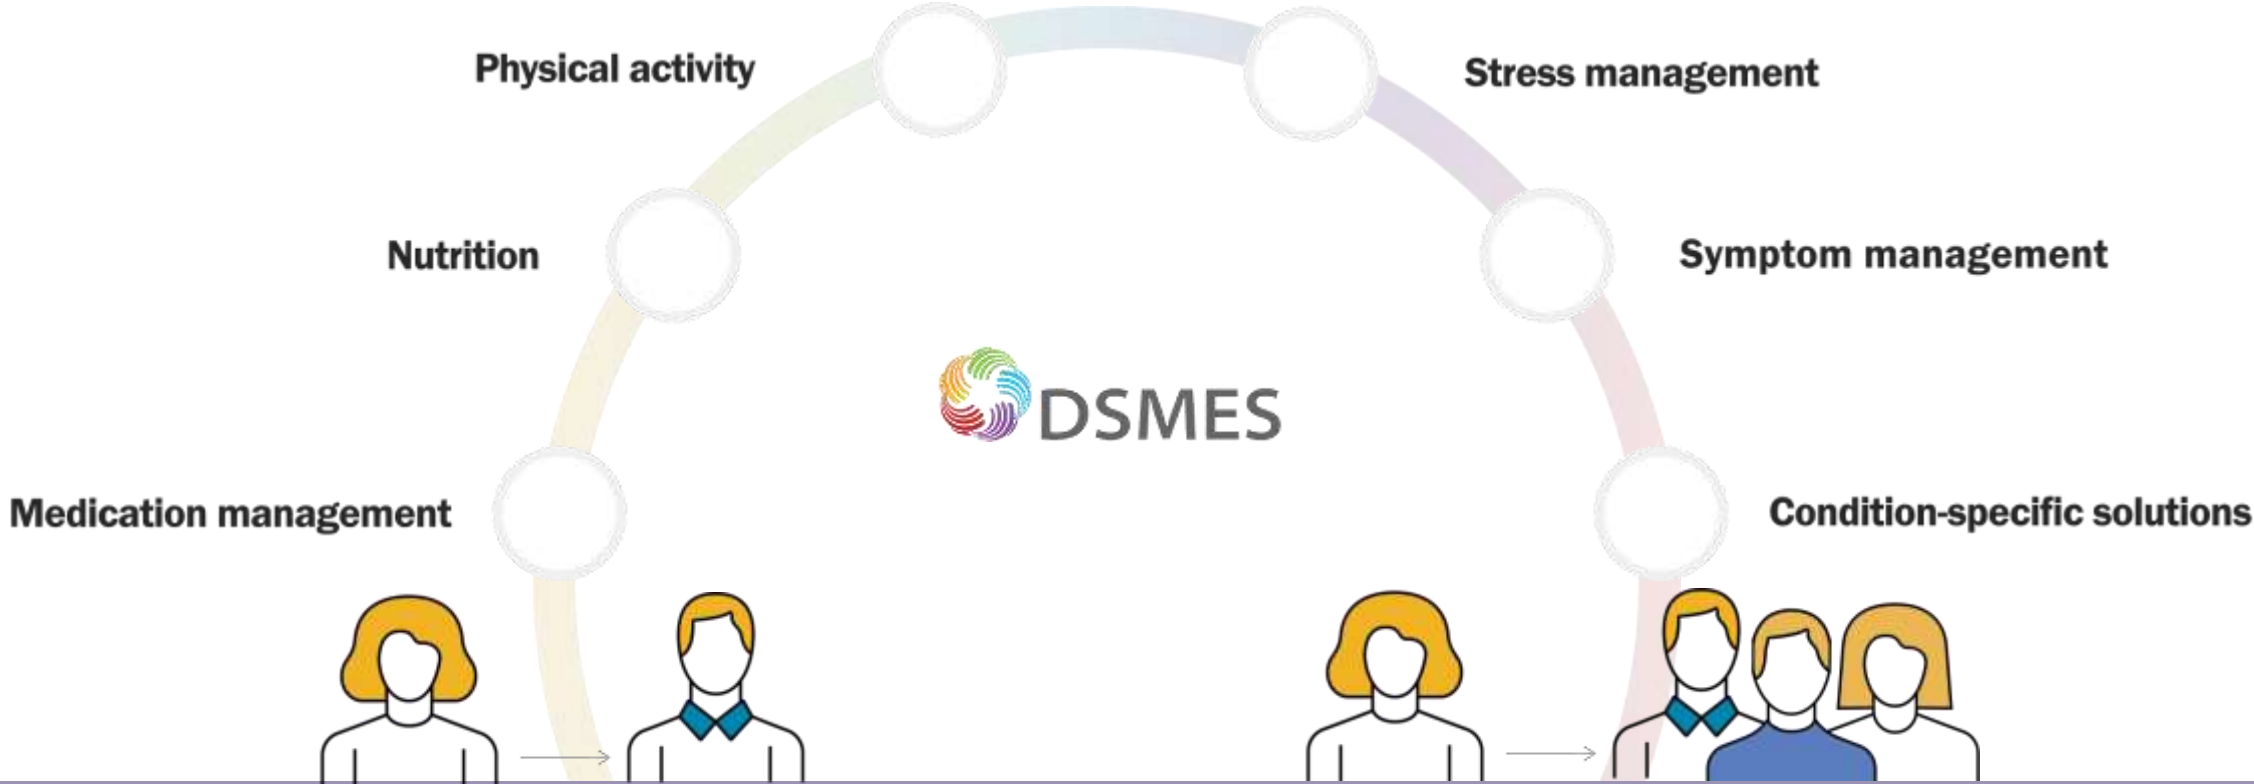 Physical activity
Stress management
Nutrition
Symptom management
DSMES
Medication management
Condition-specific solutions